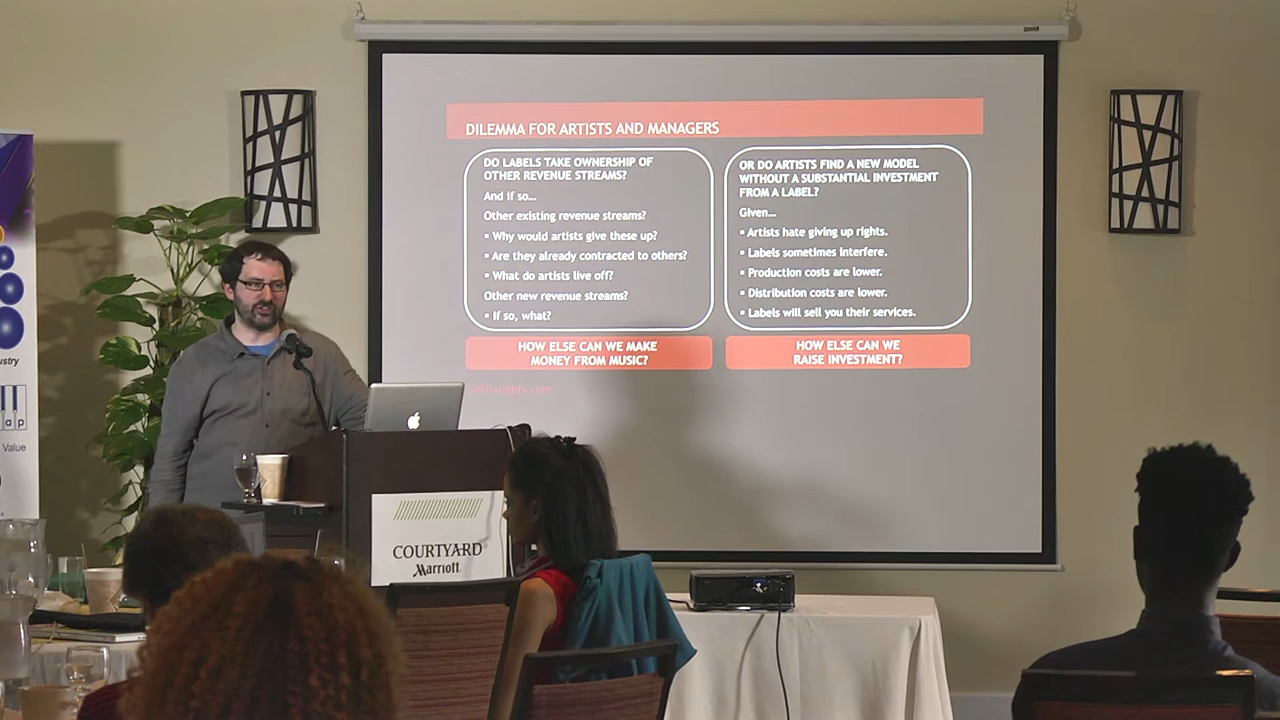 DILEMMA FOR ARTISTS AND MANAGERS
DO LABELS TAKE OWNERSHIP OF
OTHER REVENUE STREAMS?
And if so...
Other existing revenue streams?
▪ Why would artists give these up?
▪ Are they already contracted to others?
▪ What do artists live off?
Other new revenue streams?
▪ If so, what?
HOW ELSE CAN WE MAKE
MONEY FROM MUSIC?
OR DO ARTISTS FIND A NEW MODEL
WITHOUT A SUBSTANTIAL INVESTMENT
FROM A LABEL?
Given...
▪ Artists hate giving up rights.
▪ Labels sometimes interfere.
▪ Production costs are lower.
▪ Distribution costs are lower.
▪ Labels will sell you their services.
HOW ELSE CAN WE
RAISE INVESTMENT?
COURTYARD®
Marriott
ap
Value